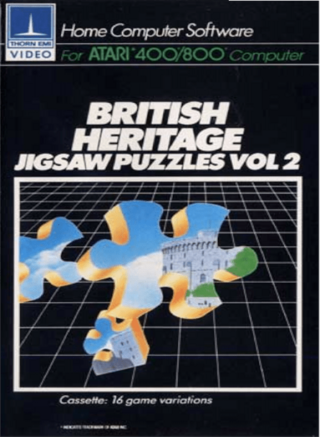 THORN EMI
VIDEO
Home Computer Software
For ATARI* 400/800* Computer
BRITISH
HERITAGE
JIGSAW PUZZLES VOL 2
Cassette: 16 game variations